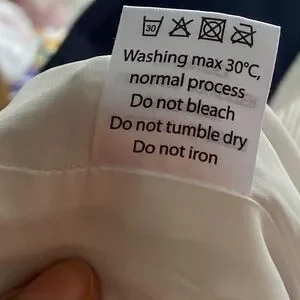 30
Washing max 30°C,
normal process
Do not bleach
Do not tumble dry
Do not iron